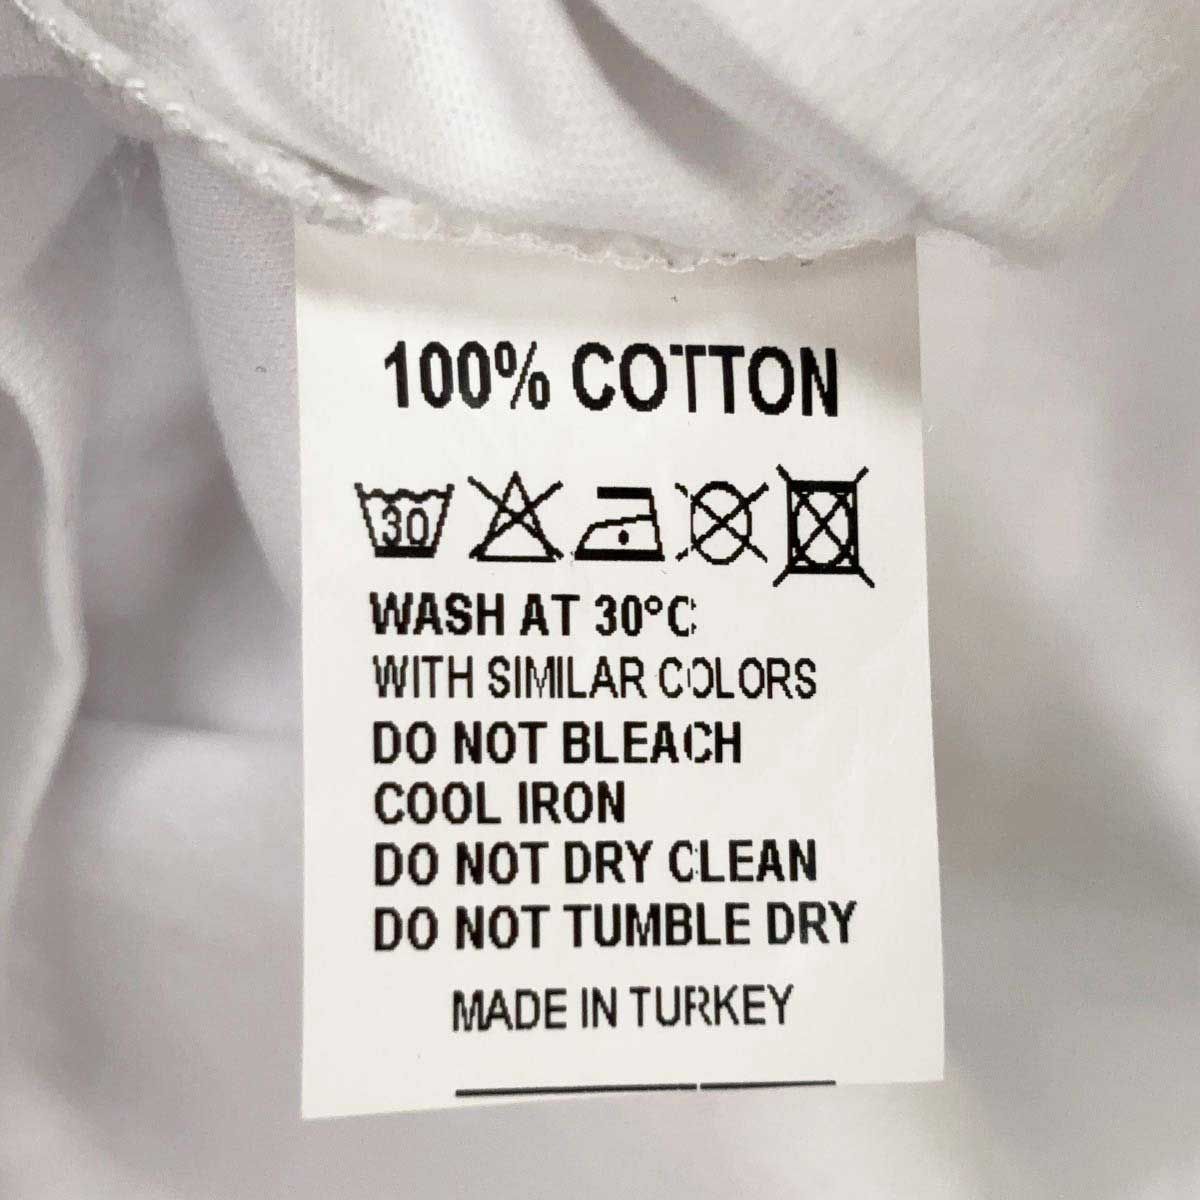 100% COTTON
30
WASH AT 30°C
WITH SIMILAR COLORS
DO NOT BLEACH
COOL IRON
DO NOT DRY CLEAN
DO NOT TUMBLE DRY
MADE IN TURKEY